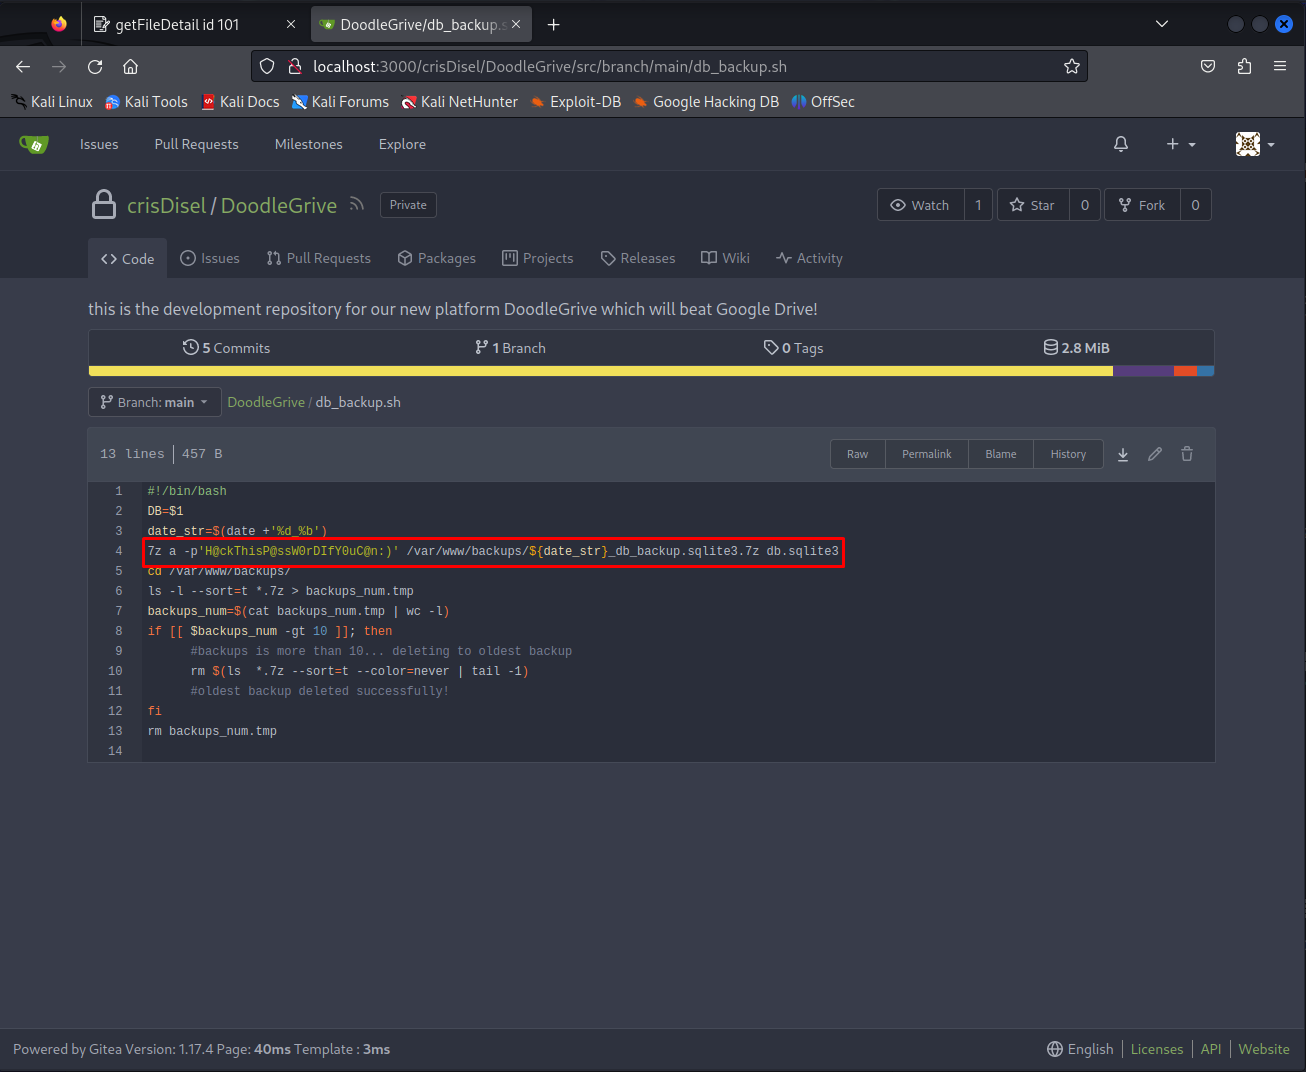 getFileDetail id 101
DoodleGrive/db_backup.s
localhost:3000/crisDisel/DoodleGrive/src/branch/main/db_backup.sh
Kali Linux Kali Tools Kali Docs Kali Forums Kali NetHunter Exploit-DB Google Hacking DB OffSec
Issues Pull Requests Milestones Explore
crisDisel / DoodleGrive Private
Watch 1 Star 0 Fork 0
Code Issues Pull Requests Packages Projects Releases Wiki Activity
this is the development repository for our new platform DoodleGrive which will beat Google Drive!
5 Commits 1 Branch 0 Tags 2.8 MiB
Branch: main DoodleGrive / db_backup.sh
13 lines 457 B Raw Permalink Blame History
1 #!/bin/bash
2 DB=$1
3 date_str=$(date +'%d_%b')
4 7z a -p'H@ckThisP@ssW0rDIfY0uC@n:)' /var/www/backups/${date_str}_db_backup.sqlite3.7z db.sqlite3
5 cd /var/www/backups/
6 ls -l --sort=t *.7z > backups_num.tmp
7 backups_num=$(cat backups_num.tmp | wc -l)
8 if [[ $backups_num -gt 10 ]]; then
9 #backups is more than 10... deleting to oldest backup
10 rm $(ls  *.7z --sort=t --color=never | tail -1)
11 #oldest backup deleted successfully!
12 fi
13 rm backups_num.tmp
14
Powered by Gitea Version: 1.17.4 Page: 40ms Template : 3ms
English Licenses API Website